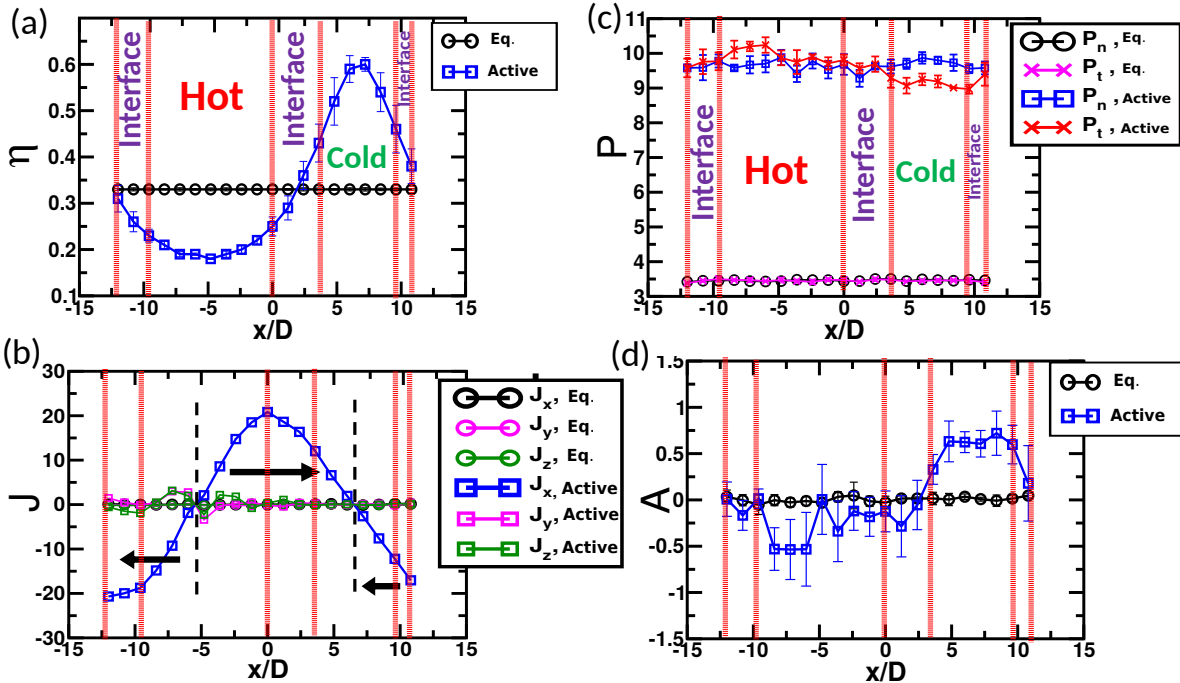 (a)
Eq.
Active
Interface
Hot
Interface
Cold
Interface
η
0.6
0.5
0.4
0.3
0.2
0.1
-15 -10 -5 0 5 10 15
x/D
(c)
P_n , Eq.
P_t , Eq.
P_n , Active
P_t , Active
Interface
Hot
Interface
Cold
Interface
P
11
10
9
8
7
6
5
4
3
-15 -10 -5 0 5 10 15
x/D
(b)
J_x, Eq.
J_y, Eq.
J_z, Eq.
J_x, Active
J_y, Active
J_z, Active
J
30
20
10
0
-10
-20
-30
-15 -10 -5 0 5 10 15
x/D
(d)
Eq.
Active
A
1.5
1
0.5
0
-0.5
-1
-1.5
-15 -10 -5 0 5 10 15
x/D